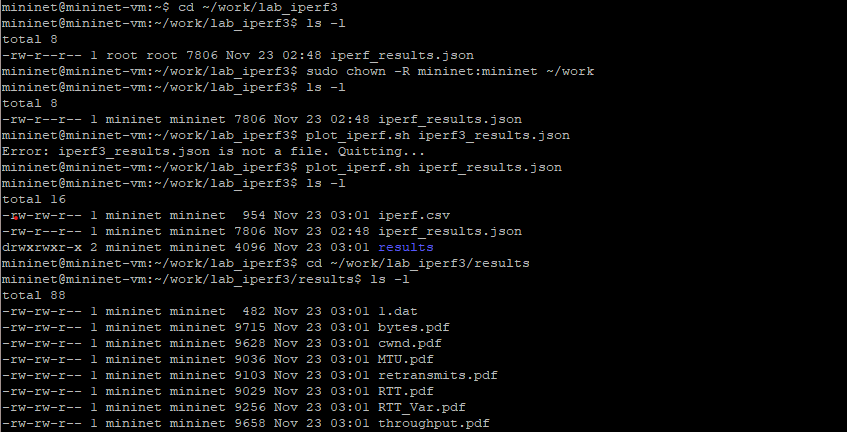 mininet@mininet-vm:~$ cd ~/work/lab_iperf3
mininet@mininet-vm:~/work/lab_iperf3$ ls -l
total 8
-rw-r--r-- 1 root root 7806 Nov 23 02:48 iperf_results.json
mininet@mininet-vm:~/work/lab_iperf3$ sudo chown -R mininet:mininet ~/work
mininet@mininet-vm:~/work/lab_iperf3$ ls -l
total 8
-rw-r--r-- 1 mininet mininet 7806 Nov 23 02:48 iperf_results.json
mininet@mininet-vm:~/work/lab_iperf3$ plot_iperf.sh iperf3_results.json
Error: iperf3_results.json is not a file. Quitting...
mininet@mininet-vm:~/work/lab_iperf3$ plot_iperf.sh iperf_results.json
mininet@mininet-vm:~/work/lab_iperf3$ ls -l
total 16
-rw-rw-r-- 1 mininet mininet  954 Nov 23 03:01 iperf.csv
-rw-r--r-- 1 mininet mininet 7806 Nov 23 02:48 iperf_results.json
drwxrwxr-x 2 mininet mininet 4096 Nov 23 03:01 results
mininet@mininet-vm:~/work/lab_iperf3$ cd ~/work/lab_iperf3/results
mininet@mininet-vm:~/work/lab_iperf3/results$ ls -l
total 88
-rw-rw-r-- 1 mininet mininet  482 Nov 23 03:01 1.dat
-rw-rw-r-- 1 mininet mininet 9715 Nov 23 03:01 bytes.pdf
-rw-rw-r-- 1 mininet mininet 9628 Nov 23 03:01 cwnd.pdf
-rw-rw-r-- 1 mininet mininet 9036 Nov 23 03:01 MTU.pdf
-rw-rw-r-- 1 mininet mininet 9103 Nov 23 03:01 retransmits.pdf
-rw-rw-r-- 1 mininet mininet 9029 Nov 23 03:01 RTT.pdf
-rw-rw-r-- 1 mininet mininet 9256 Nov 23 03:01 RTT_Var.pdf
-rw-rw-r-- 1 mininet mininet 9658 Nov 23 03:01 throughput.pdf